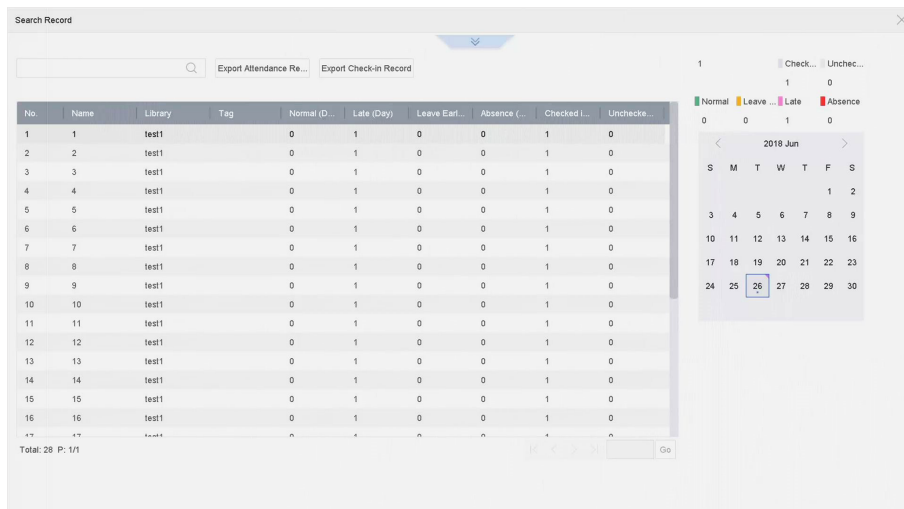 Search Record
Export Attendance Re... Export Check-in Record
No. Name Library Tag Normal (D... Late (Day) Leave Earl... Absence (... Checked i... Unchecke...
1 1 test1 0 1 0 0 1 0
2 2 test1 0 1 0 0 1 0
3 3 test1 0 1 0 0 1 0
4 4 test1 0 1 0 0 1 0
5 5 test1 0 1 0 0 1 0
6 6 test1 0 1 0 0 1 0
7 7 test1 0 1 0 0 1 0
8 8 test1 0 1 0 0 1 0
9 9 test1 0 1 0 0 1 0
10 10 test1 0 1 0 0 1 0
11 11 test1 0 1 0 0 1 0
12 12 test1 0 1 0 0 1 0
13 13 test1 0 1 0 0 1 0
14 14 test1 0 1 0 0 1 0
15 15 test1 0 1 0 0 1 0
16 16 test1 0 1 0 0 1 0
17 17 test1 0 1 0 0 1 0
Total: 28 P: 1/1
Go
1 Check... Unchec...
1 0
Normal Leave ... Late Absence
0 0 1 0
2018 Jun
S M T W T F S
1 2
3 4 5 6 7 8 9
10 11 12 13 14 15 16
17 18 19 20 21 22 23
24 25 26 27 28 29 30